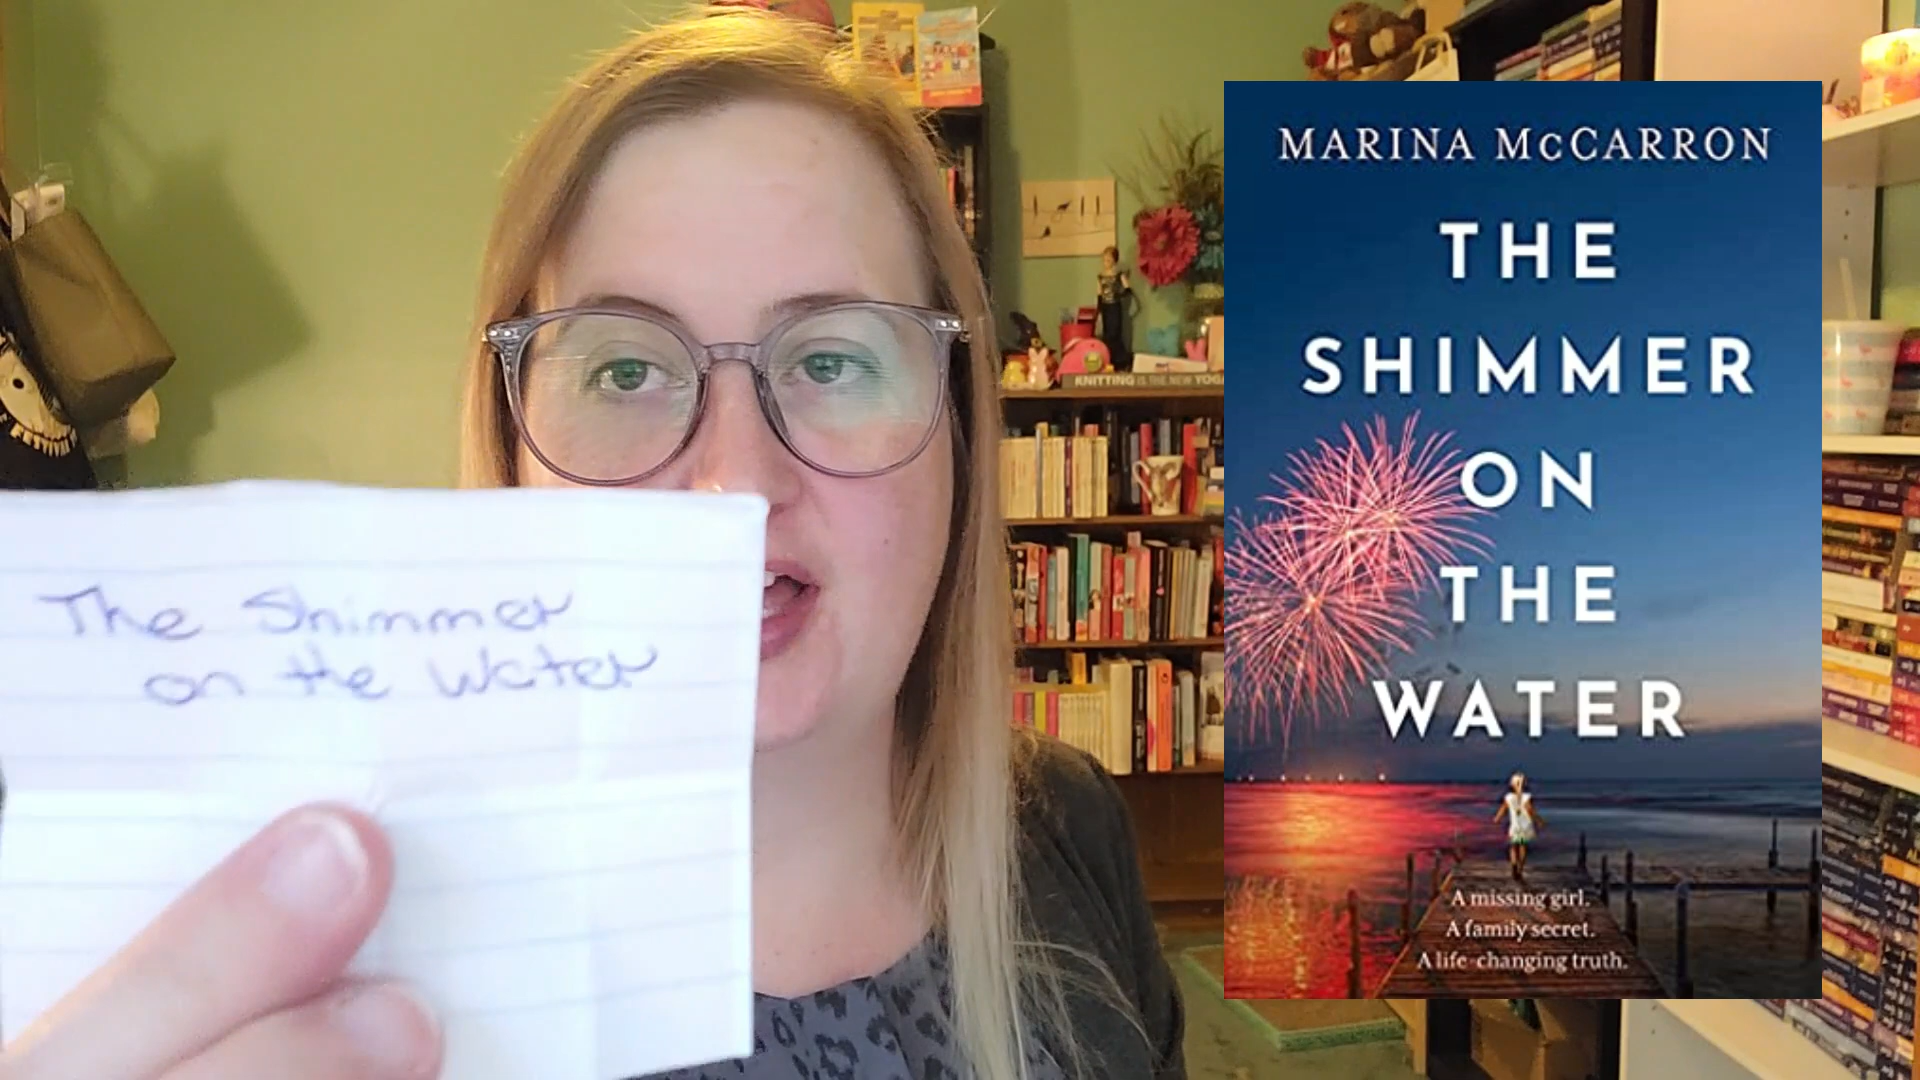 The Shimmer
on the Water
MARINA McCARRON
THE
SHIMMER
ON
THE
WATER
A missing girl.
A family secret.
A life-changing truth.
KNITTING IS THE NEW YOGA